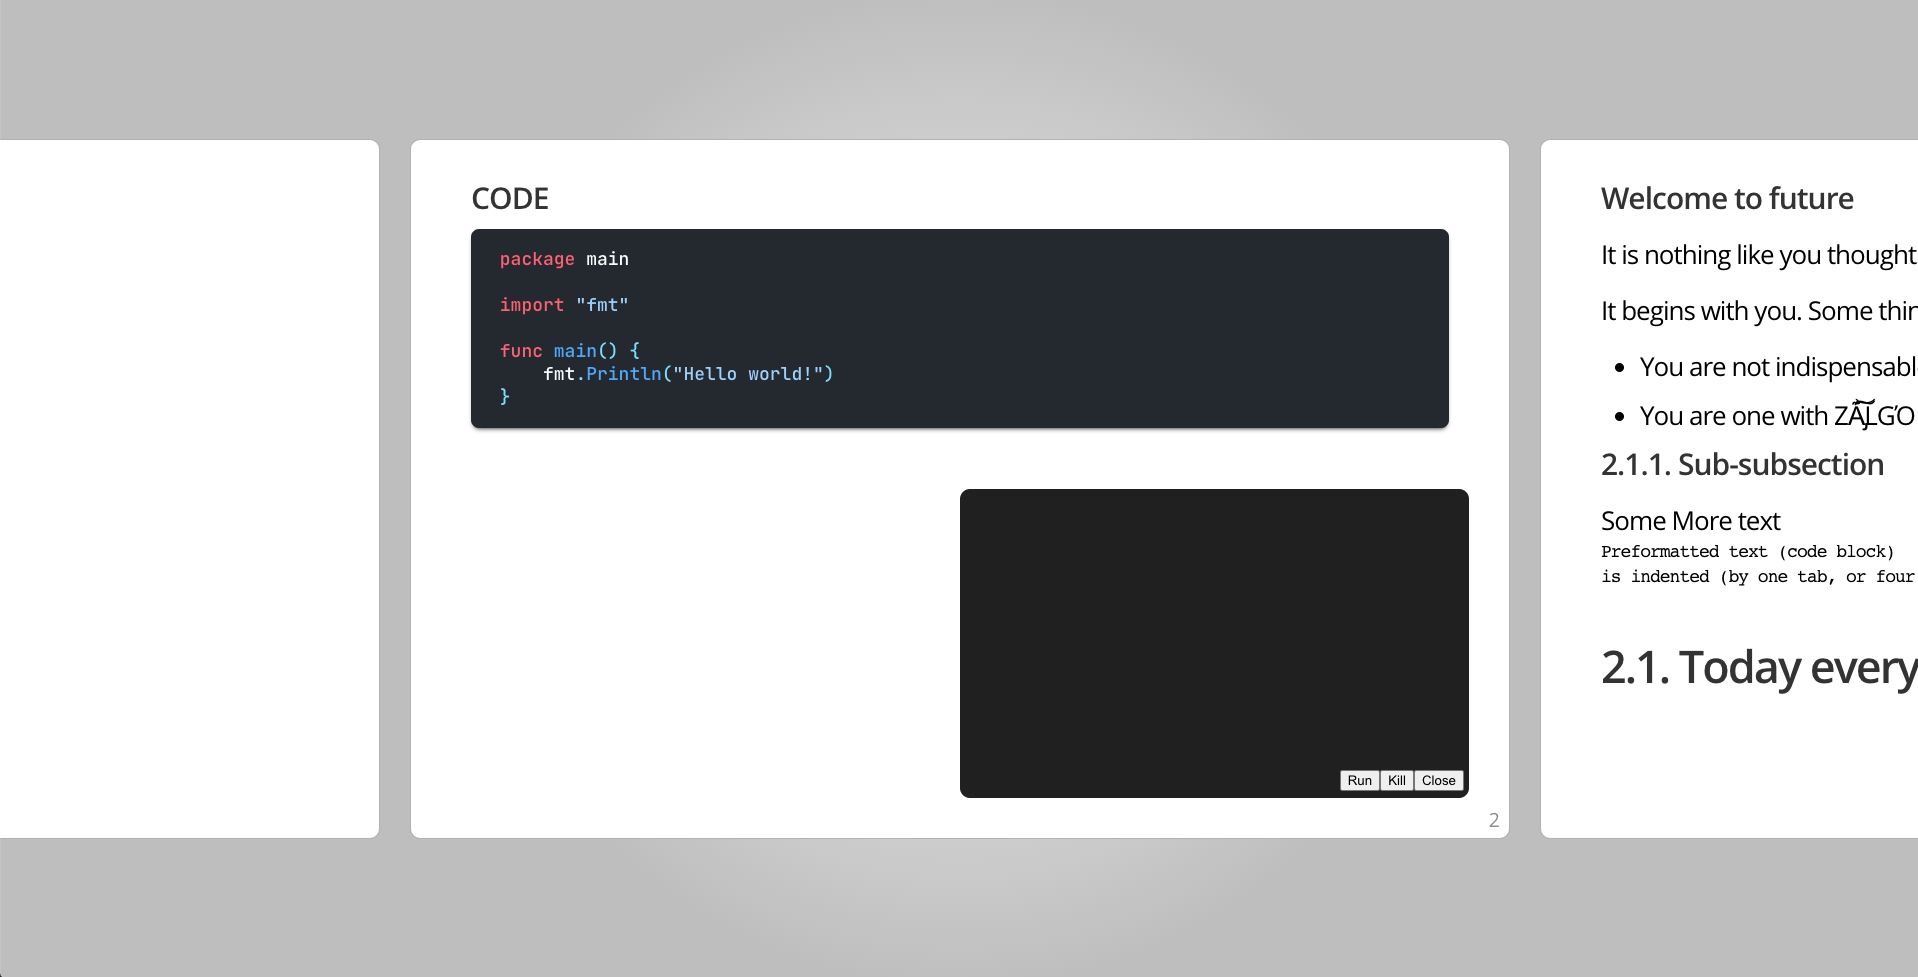 CODE
package main
import "fmt"
func main() {
    fmt.Println("Hello world!")
}
Run Kill Close
2
Welcome to future
It is nothing like you thought
It begins with you. Some
You are not
You are one with
2.1.1. Sub-subsection
Some More text
Preformatted text (code block)
is indented (by one tab, or four
2.1. Today every